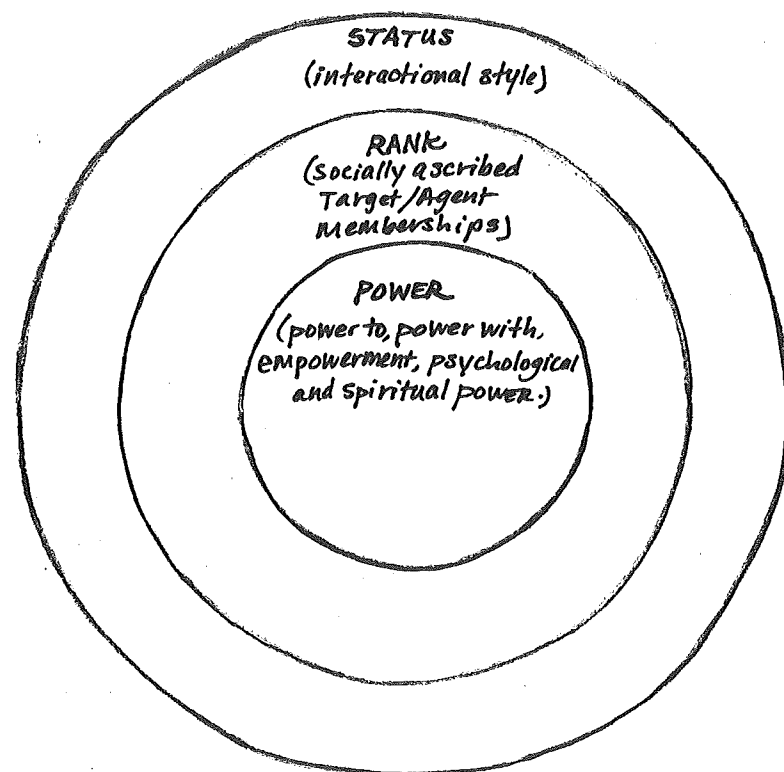 STATUS
(interactional style)
RANK
(socially ascribed
Target/Agent
memberships)
POWER
(power to, power with,
empowerment, psychological
and spiritual power.)